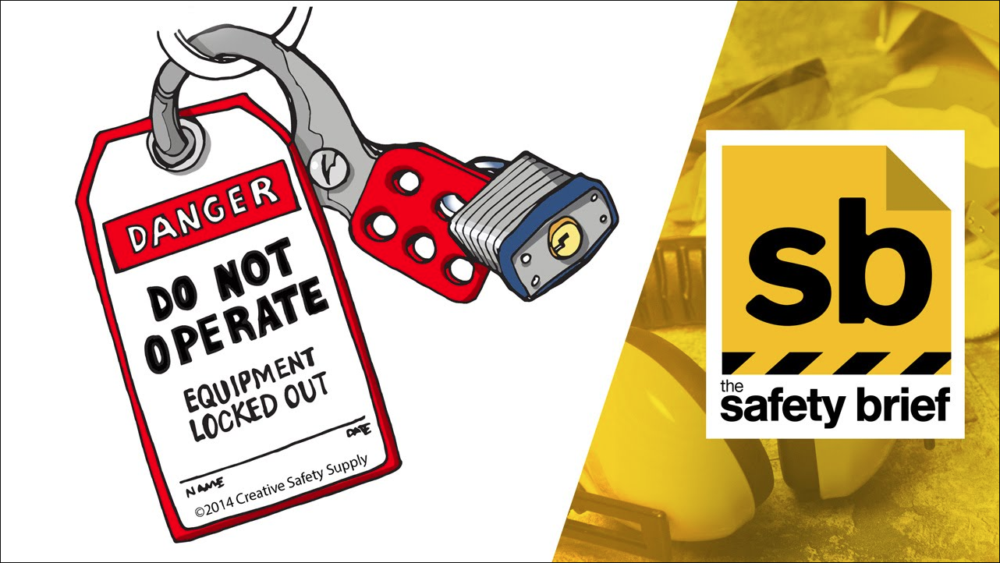 DANGER
DO NOT
OPERATE
EQUIPMENT
LOCKED OUT
DATE
NAME
©2014 Creative Safety Supply
sb
the
safety brief